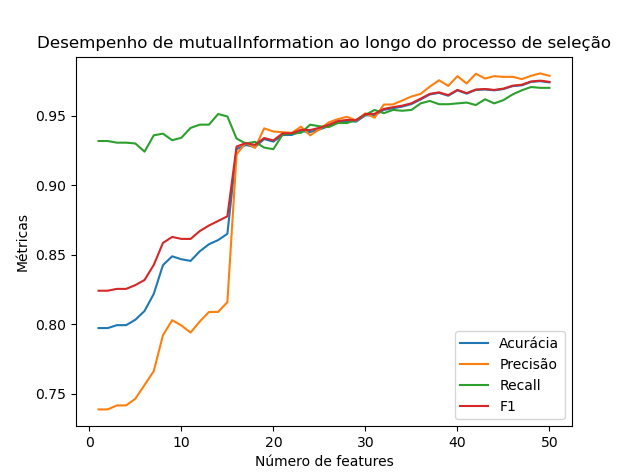 Desempenho de mutualInformation ao longo do processo de seleção
Métricas
0.95
0.90
0.85
0.80
0.75
0 10 20 30 40 50
Número de features
Acurácia
Precisão
Recall
F1